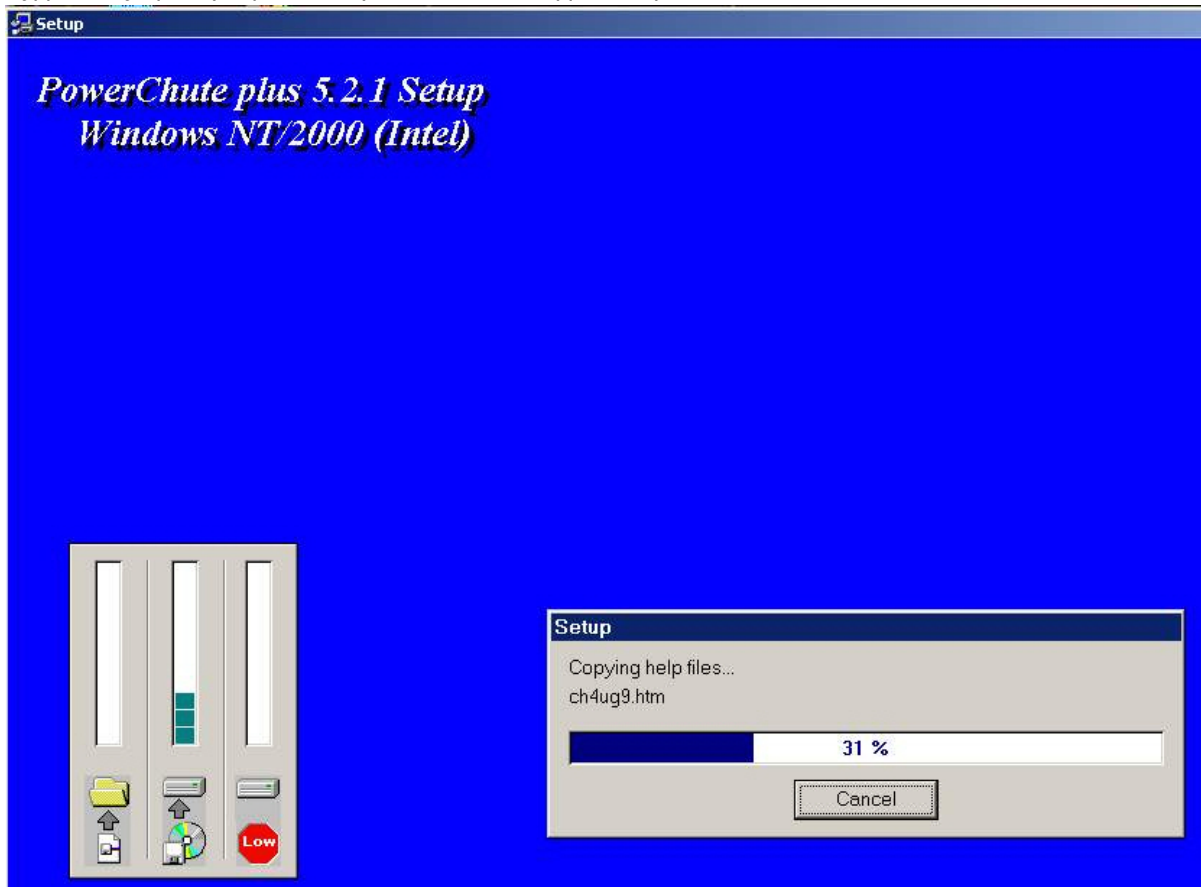 Setup
PowerChute plus 5.2.1 Setup
Windows NT/2000 (Intel)
Setup
Copying help files...
ch4ug9.htm
31 %
Cancel
Low